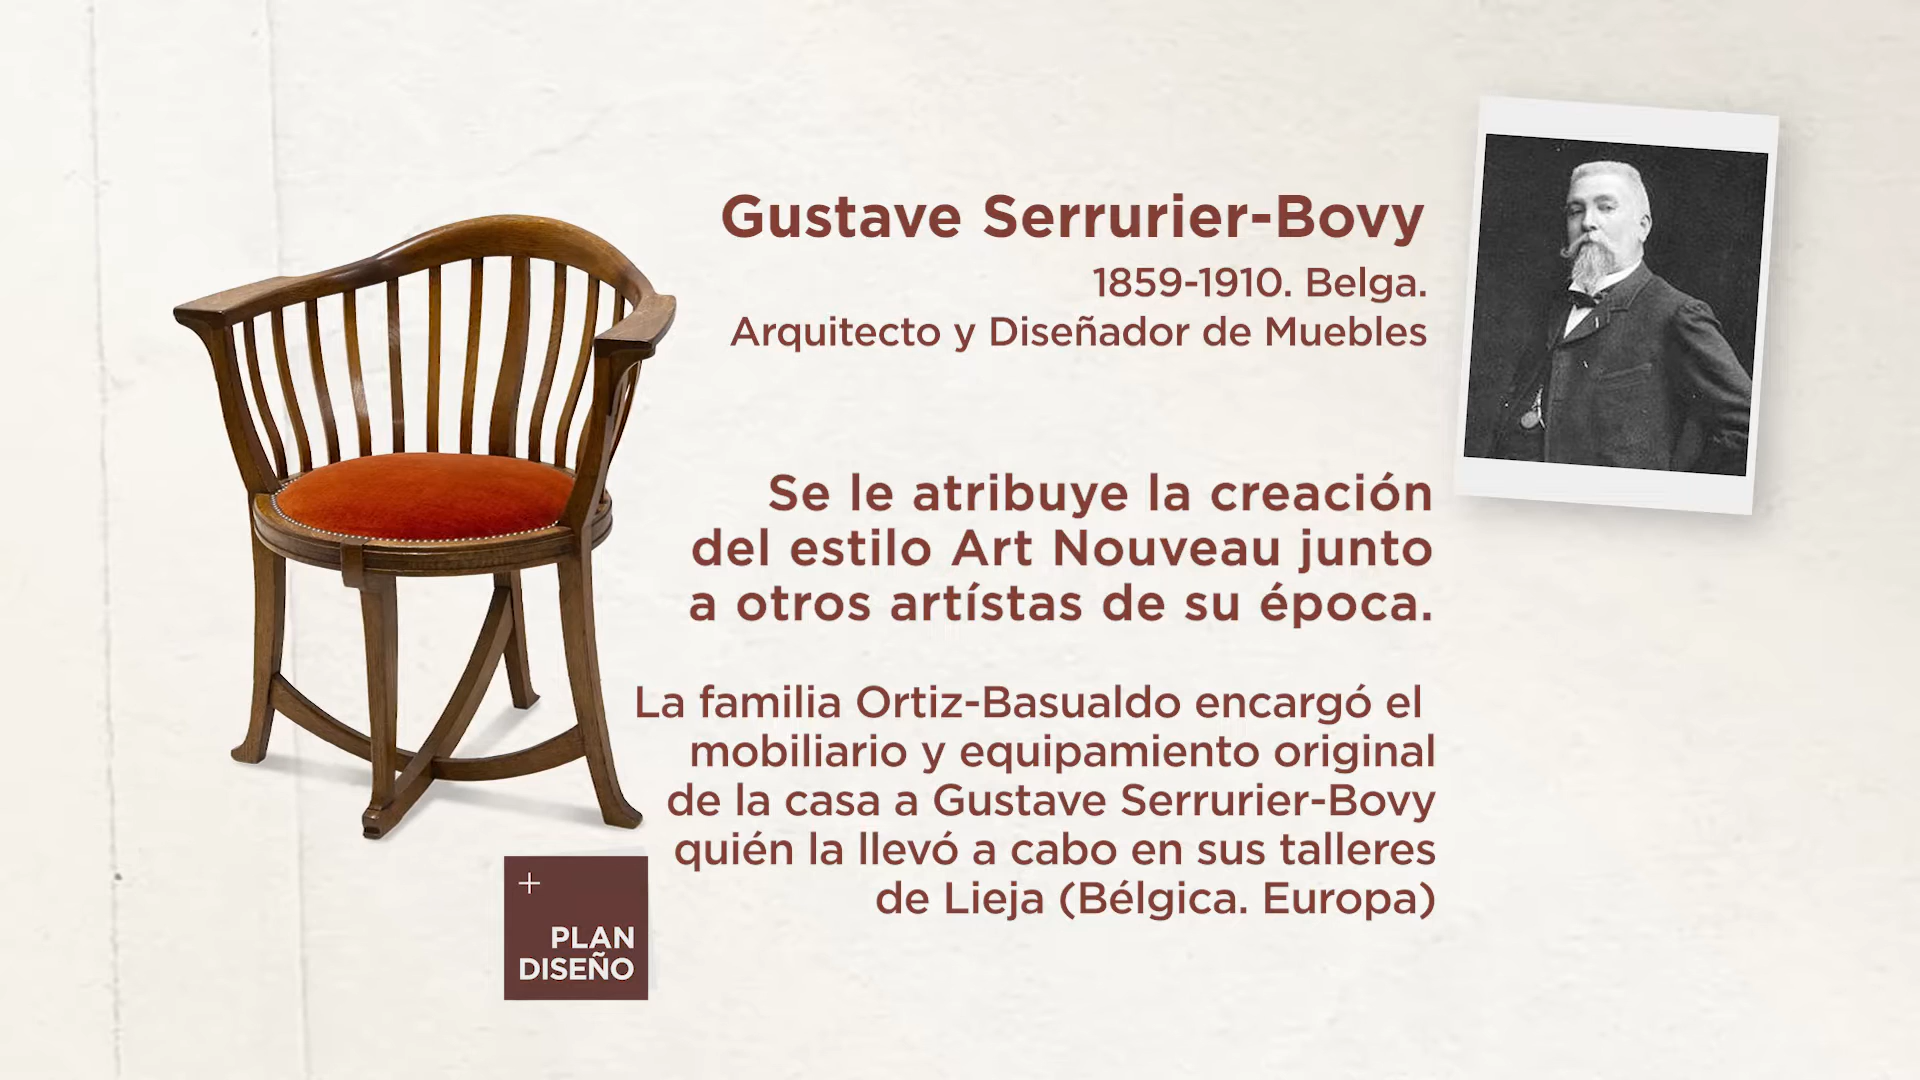 Gustave Serrurier-Bovy
1859-1910. Belga.
Arquitecto y Diseñador de Muebles
Se le atribuye la creación
del estilo Art Nouveau junto
a otros artístas de su época.
La familia Ortiz-Basualdo encargó el
mobiliario y equipamiento original
de la casa a Gustave Serrurier-Bovy
quién la llevó a cabo en sus talleres
de Lieja (Bélgica. Europa)
+
PLAN
DISEÑO